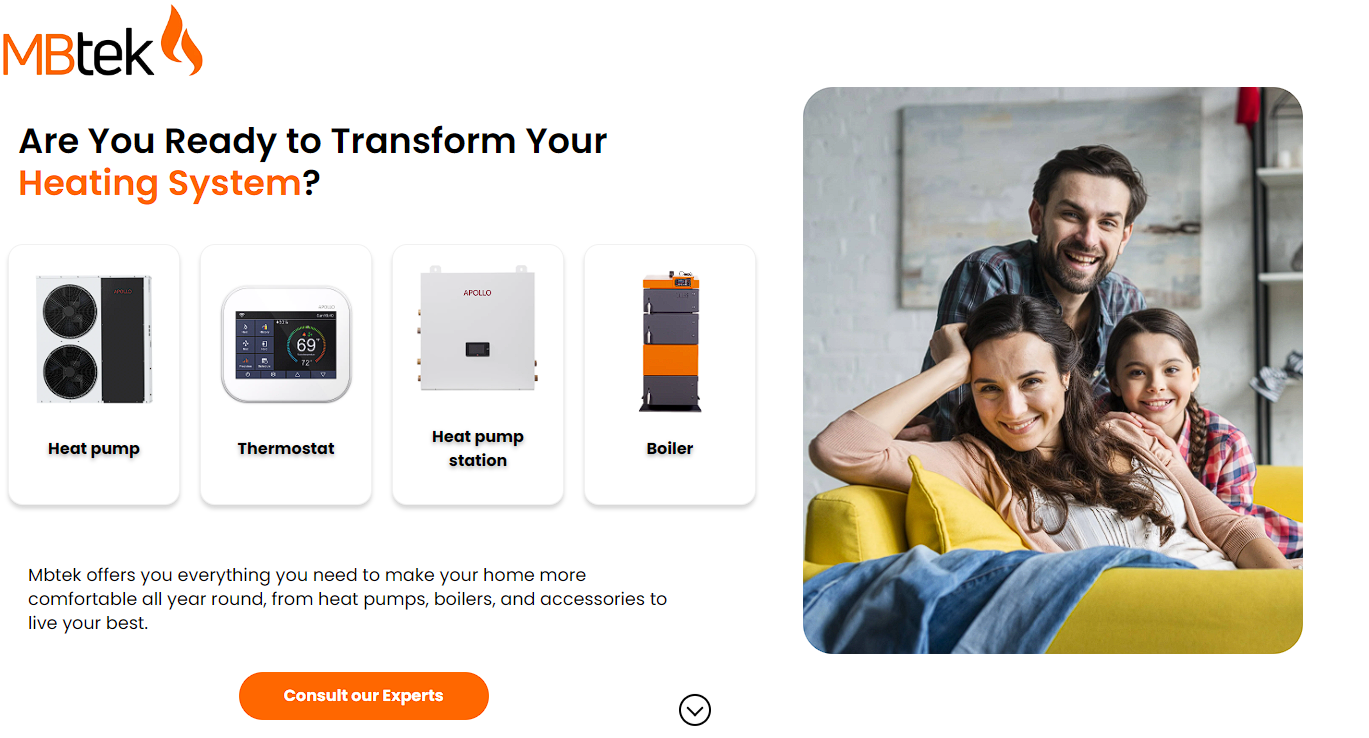 MBtek
Are You Ready to Transform Your
Heating System?
APOLLO
APOLLO
69
72°
APOLLO
Heat pump
Thermostat
Heat pump
station
Boiler
Mbtek offers you everything you need to make your home more
comfortable all year round, from heat pumps, boilers, and accessories to
live your best.
Consult our Experts